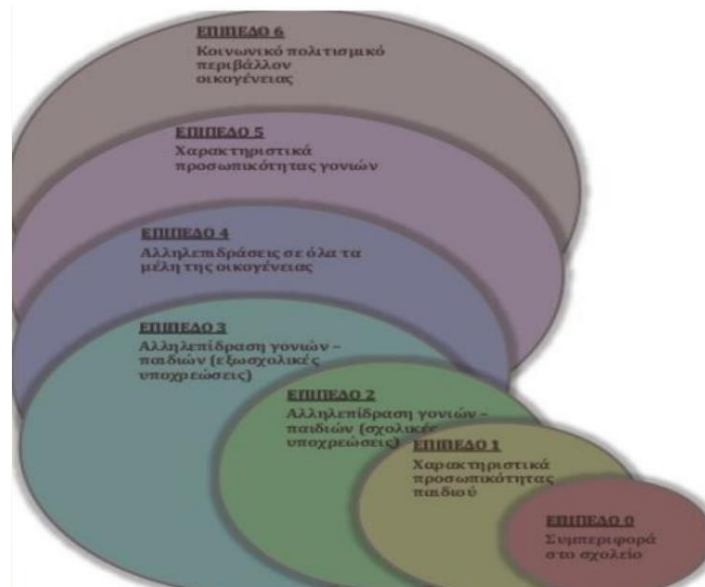 ΕΠΙΠΕΔΟ 6
Κοινωνικό πολιτισμικό
περιβάλλον
οικογένειας
ΕΠΙΠΕΔΟ 5
Χαρακτηριστικά
προσωπικότητας γονιών
ΕΠΙΠΕΔΟ 4
Αλληλεπιδράσεις σε όλα τα
μέλη της οικογένειας
ΕΠΙΠΕΔΟ 3
Αλληλεπίδραση γονιών –
παιδιών (εξωσχολικές
υποχρεώσεις)
ΕΠΙΠΕΔΟ 2
Αλληλεπίδραση γονιών –
παιδιών (σχολικές
υποχρεώσεις)
ΕΠΙΠΕΔΟ 1
Χαρακτηριστικά
προσωπικότητας
παιδιού
ΕΠΙΠΕΔΟ 0
Συμπεριφορά
στο σχολείο